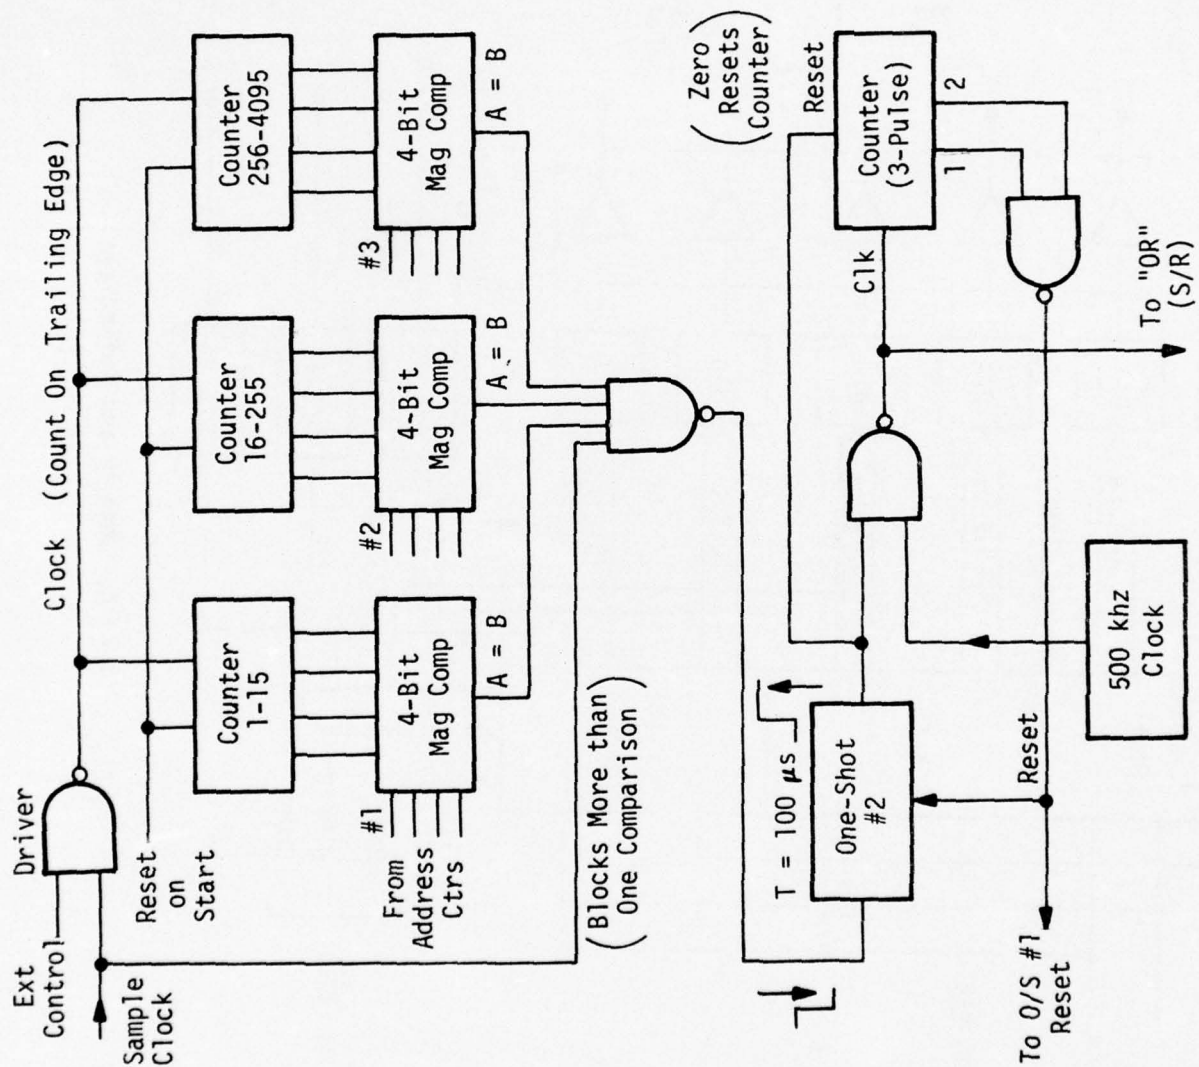 Ext
Control
Driver
Clock (Count On Trailing Edge)
Sample
Clock
Reset
on
Start
Counter
1-15
Counter
16-255
Counter
256-4095
#1
#2
#3
From
Address
Ctrs
4-Bit
Mag Comp
4-Bit
Mag Comp
4-Bit
Mag Comp
A = B
A = B
A = B
(Blocks More than
One Comparison)
(Zero
Resets
Counter)
T = 100 μs
One-Shot
#2
Reset
Counter
(3-Pulse)
1
2
Clk
Reset
500 khz
Clock
To O/S #1
Reset
To "OR"
(S/R)